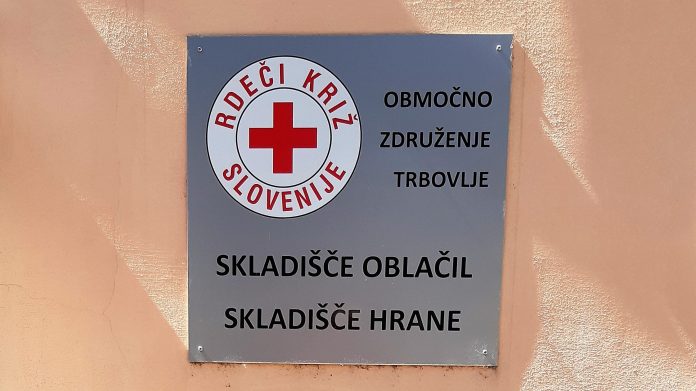 RDEČI KRIŽ
SLOVENIJE
OBMOČNO
ZDRUŽENJE
TRBOVLJE
SKLADIŠČE OBLAČIL
SKLADIŠČE HRANE